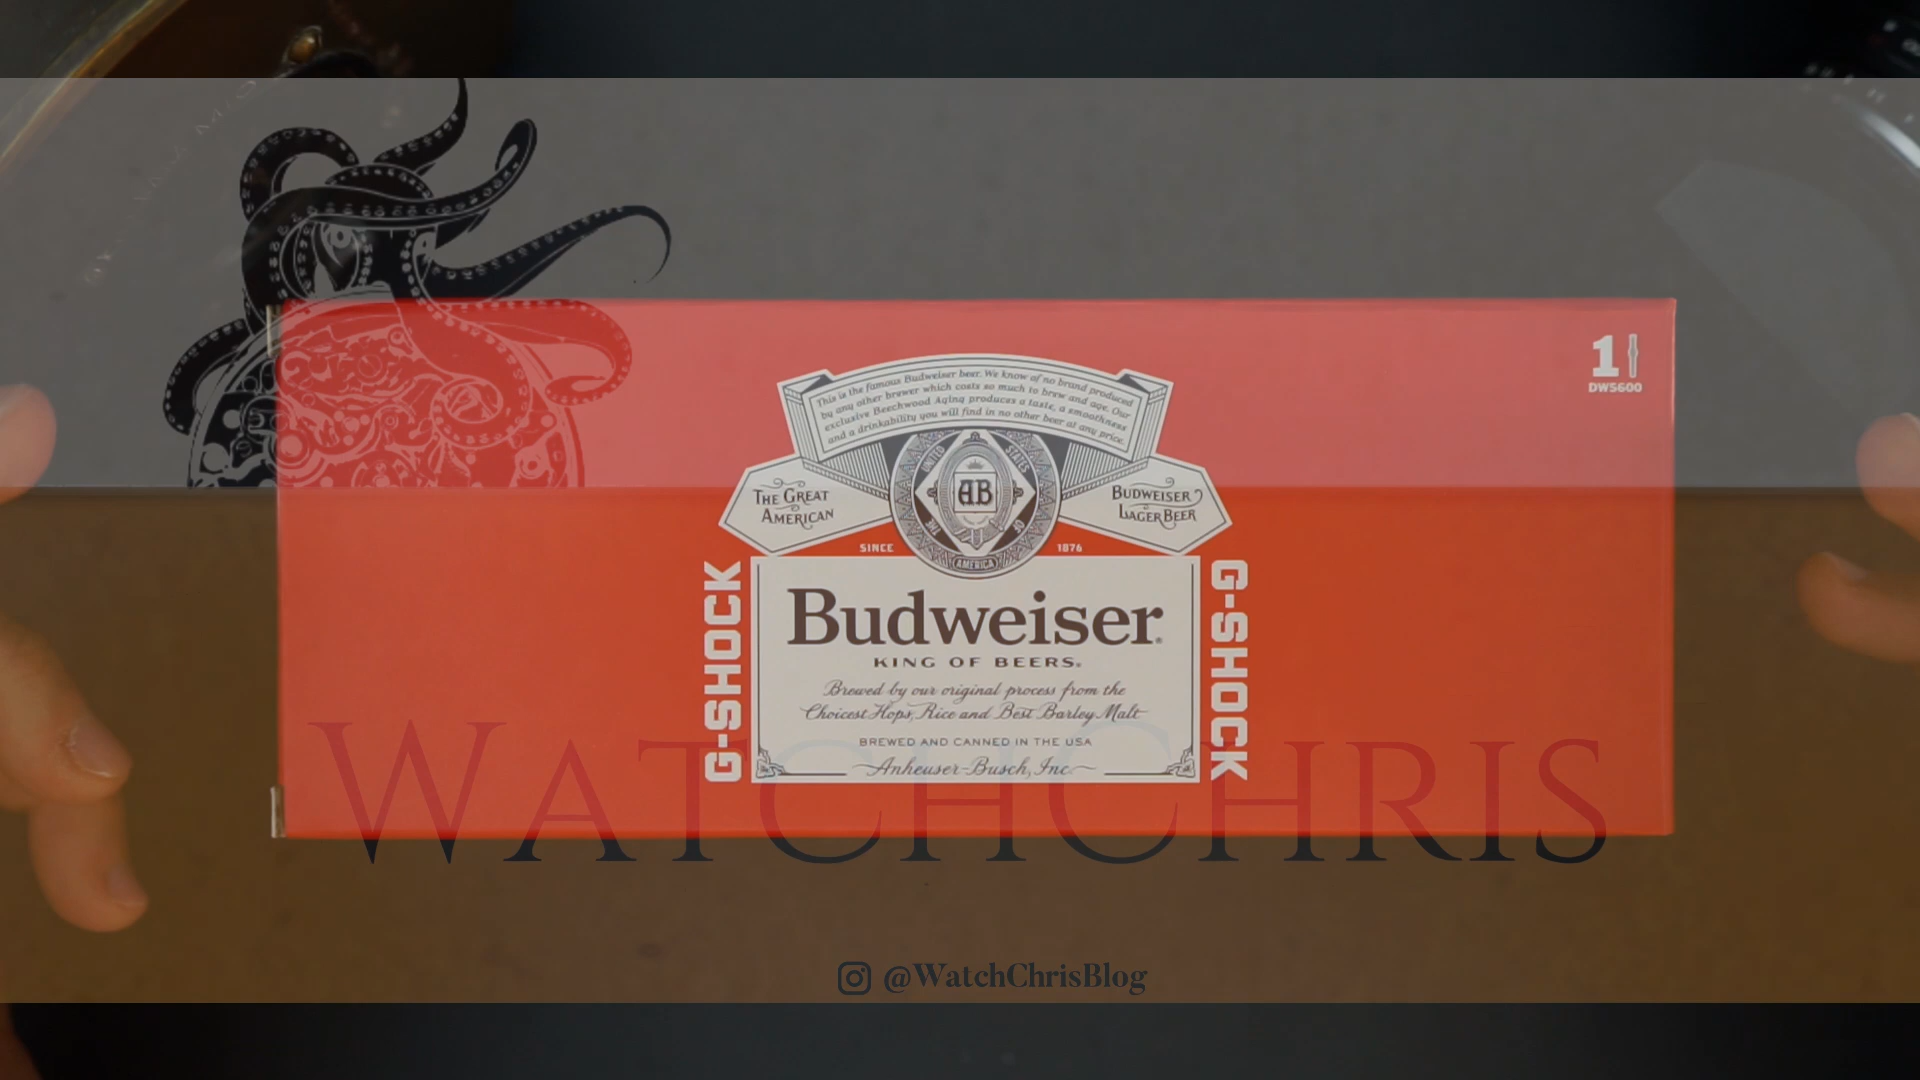 1
DW5600
This is the famous Budweiser beer. We know of no brand produced
by any other brewer which costs so much to brew and age. Our
exclusive Beechwood Aging produces a taste, a smoothness
and a drinkability you will find in no other beer at any price.
UNITED STATES
AB
AMERICA
THE GREAT
AMERICAN
BUDWEISER
LAGER BEER
SINCE 1876
G-SHOCK
G-SHOCK
Budweiser
KING OF BEERS.
Brewed by our original process from the
Choicest Hops, Rice and Best Barley Malt
BREWED AND CANNED IN THE USA
Anheuser-Busch, Inc.
WATCHCHRIS
@WatchChrisBlog